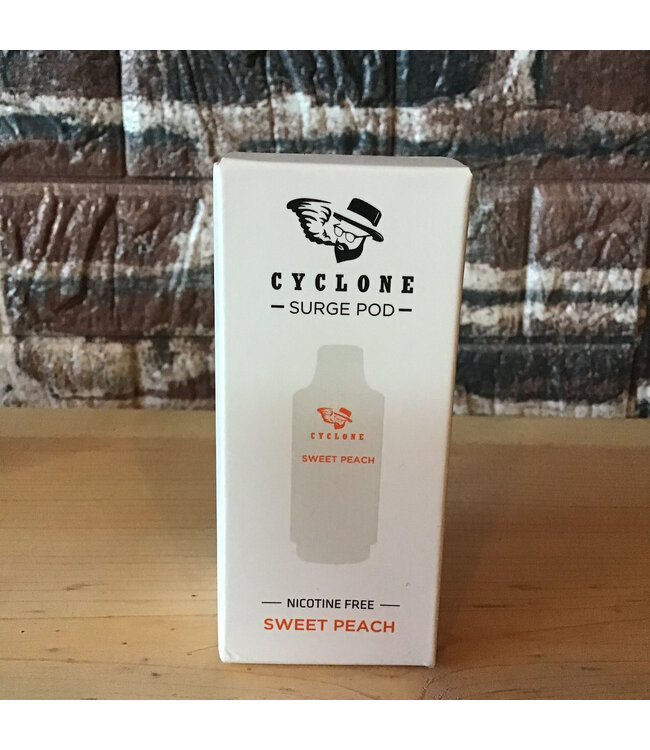 CYCLONE
SURGE POD
CYCLONE
SWEET PEACH
NICOTINE FREE
SWEET PEACH